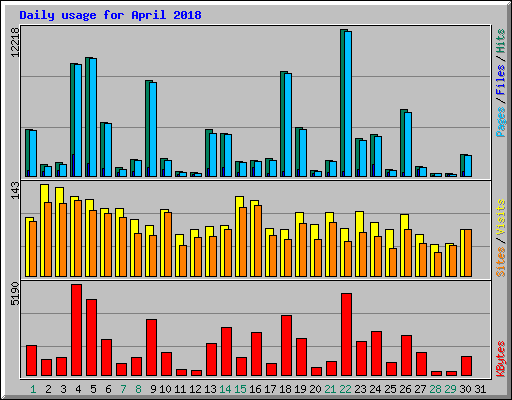 Daily usage for April 2018
12218
Pages / Files / Hits
143
Sites / Visits
5190
KBytes
1 2 3 4 5 6 7 8 9 10 11 12 13 14 15 16 17 18 19 20 21 22 23 24 25 26 27 28 29 30 31